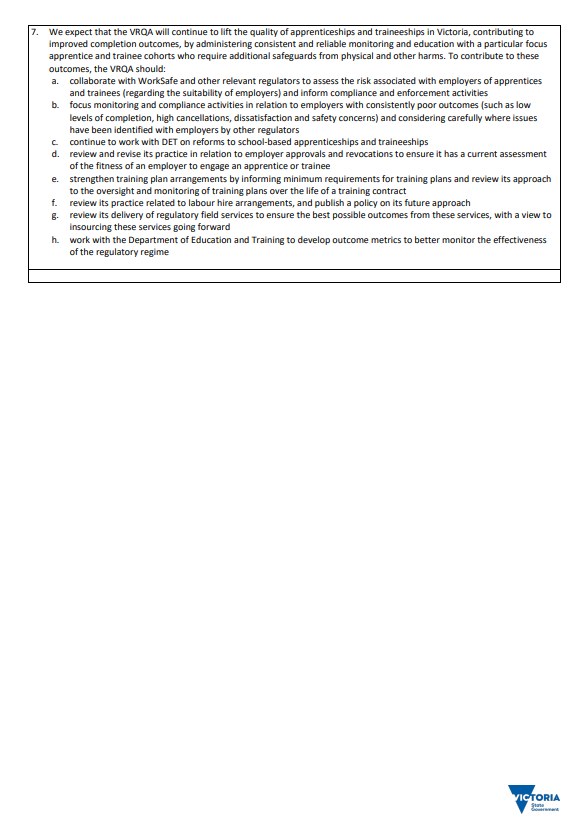 7. We expect that the VRQA will continue to lift the quality of apprenticeships and traineeships in Victoria, contributing to
improved completion outcomes, by administering consistent and reliable monitoring and education with a particular focus
apprentice and trainee cohorts who require additional safeguards from physical and other harms. To contribute to these
outcomes, the VRQA should:
a. collaborate with WorkSafe and other relevant regulators to assess the risk associated with employers of apprentices
and trainees (regarding the suitability of employers) and inform compliance and enforcement activities
b. focus monitoring and compliance activities in relation to employers with consistently poor outcomes (such as low
levels of completion, high cancellations, dissatisfaction and safety concerns) and considering carefully where issues
have been identified with employers by other regulators
c. continue to work with DET on reforms to school-based apprenticeships and traineeships
d. review and revise its practice in relation to employer approvals and revocations to ensure it has a current assessment
of the fitness of an employer to engage an apprentice or trainee
e. strengthen training plan arrangements by informing minimum requirements for training plans and review its approach
to the oversight and monitoring of training plans over the life of a training contract
f. review its practice related to labour hire arrangements, and publish a policy on its future approach
g. review its delivery of regulatory field services to ensure the best possible outcomes from these services, with a view to
insourcing these services going forward
h. work with the Department of Education and Training to develop outcome metrics to better monitor the effectiveness
of the regulatory regime
VICTORIA
State
Government